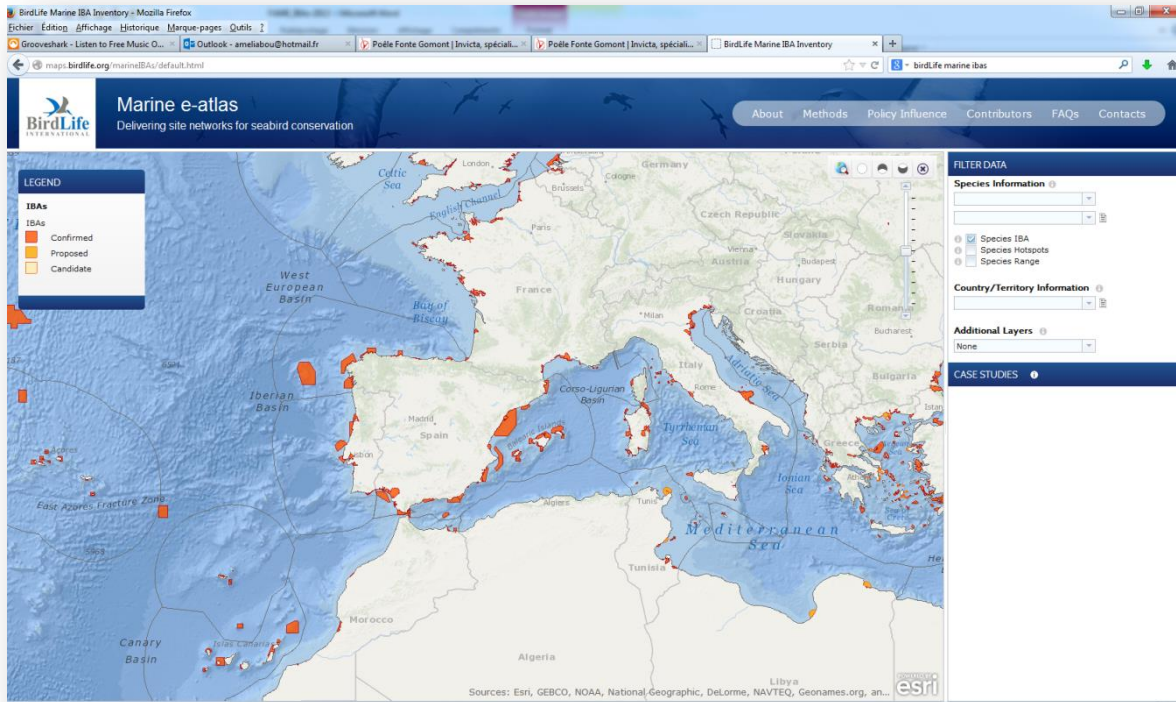 BirdLife Marine IBA Inventory - Mozilla Firefox
Fichier Édition Affichage Historique Marque-pages Outils ?
Grooveshark - Listen to Free Music O... Outlook - ameliabou@hotmail.fr Poêle Fonte Gomont | Invicta, spéciali... Poêle Fonte Gomont | Invicta, spéciali... BirdLife Marine IBA Inventory
maps.birdlife.org/marineIBAs/default.html birdLife marine ibas
BirdLife
INTERNATIONAL
Marine e-atlas
Delivering site networks for seabird conservation
About Methods Policy Influence Contributors FAQs Contacts
LEGEND
IBAs
IBAs
Confirmed
Proposed
Candidate
FILTER DATA
Species Information
Species IBA
Species Hotspots
Species Range
Country/Territory Information
Additional Layers
None
CASE STUDIES
London
Celtic
Sea
Germany
Cologne
Brussels
English Channel
Paris
Czech Republic
Slovakia
Vienna
Austria
Budapest
Hungary
West
European
Basin
France
Bay of
Biscay
Milan
Croatia
Romania
Bucharest
Serbia
Italy
Adriatic Sea
Bulgaria
Corso-Ligurian
Basin
Rome
Iberian
Basin
Madrid
Spain
Balearic Islands
Tyrrhenian
Sea
Istan
Greece
Lisbon
Ionian
Sea
Athens
Azores
East Azores Fracture Zone
Algiers
Tunis
Mediterranean
Sea
Tunisia
He
Morocco
Canary
Basin
Islas Canarias
Algeria
Libya
Sources: Esri, GEBCO, NOAA, National Geographic, DeLorme, NAVTEQ, Geonames.org, an...
POWERED BY
esri